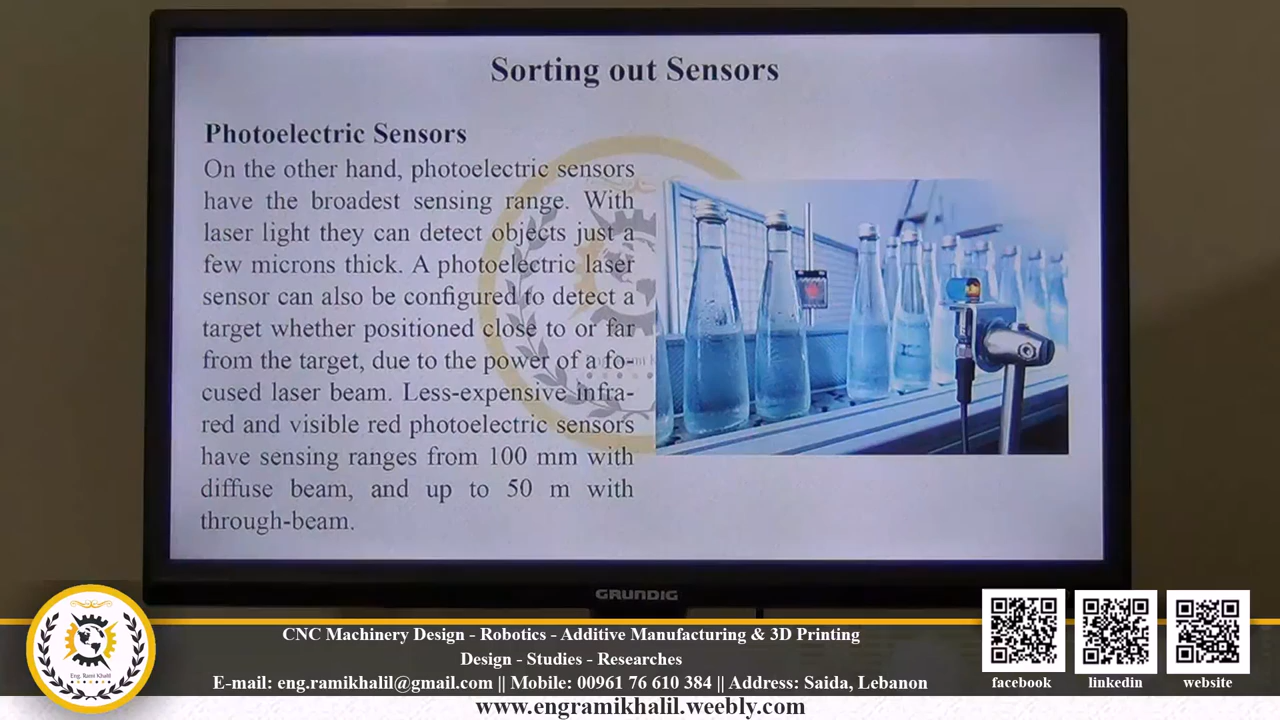 Sorting out Sensors
Photoelectric Sensors
On the other hand, photoelectric sensors
have the broadest sensing range. With
laser light they can detect objects just a
few microns thick. A photoelectric laser
sensor can also be configured to detect a
target whether positioned close to or far
from the target, due to the power of a fo-
cused laser beam. Less-expensive infra-
red and visible red photoelectric sensors
have sensing ranges from 100 mm with
diffuse beam, and up to 50 m with
through-beam.
GRUNDIG
Eng. Rami Khalil
CNC Machinery Design - Robotics - Additive Manufacturing & 3D Printing
Design - Studies - Researches
E-mail: eng.ramikhalil@gmail.com || Mobile: 00961 76 610 384 || Address: Saida, Lebanon
www.engramikhalil.weebly.com
facebook
linkedin
website